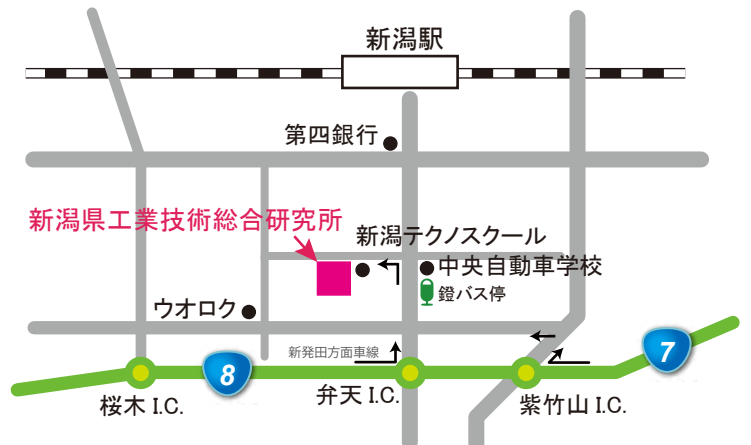 新潟駅
第四銀行
新潟県工業技術総合研究所
新潟テクノスクール
中央自動車学校
鐙バス停
ウオロク
新発田方面車線
7
8
桜木 I.C.
弁天 I.C.
紫竹山 I.C.